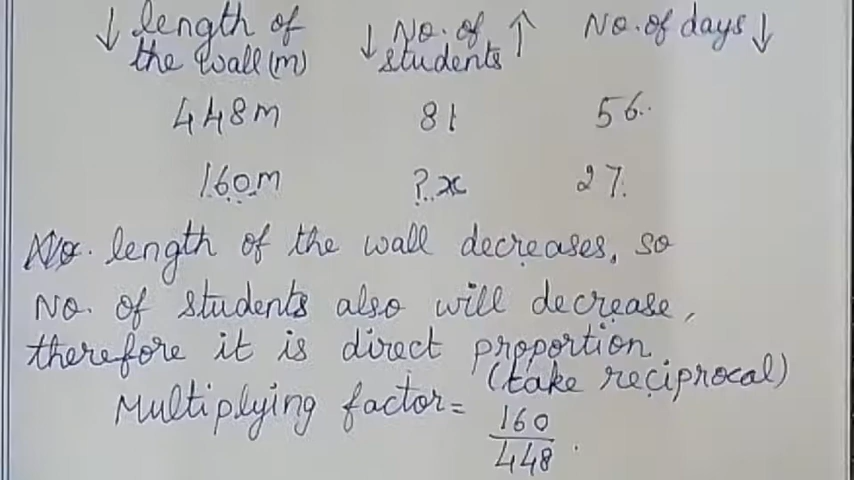 ↓ length of the wall (m) ↓ No. of students ↑ No. of days ↓
448m 81 56..
160m ?..x 27.
No. length of the wall decreases, so
No. of students also will decrease,
therefore it is direct proportion
(take reciprocal)
Multiplying factor = 160/448.